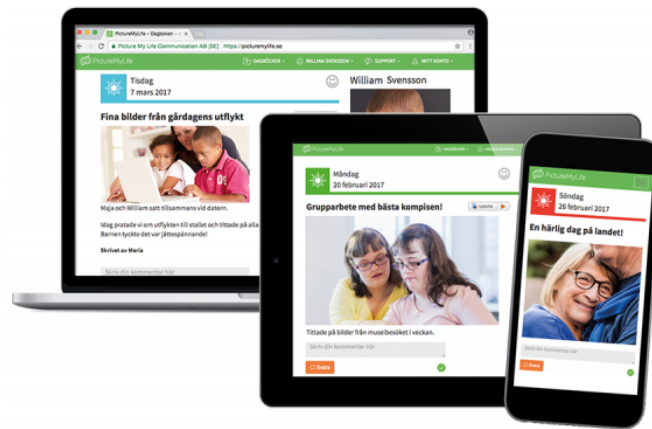 PictureMyLife – Dagboken
Picture My Life Communication AB [SE] https://picturemylife.se
PictureMyLife
DAGBÖCKER
WILLIAM SVENSSON
SUPPORT
MITT KONTO
Tisdag
7 mars 2017
William Svensson
Fina bilder från gårdagens utflykt
Maja och William satt tillsammans vid datorn.
Idag pratade vi om utflykten till stallet och tittade på alla
Barnen tyckte det var jättespännande!
Skrivet av Maria
Skriv din kommentar här
PictureMyLife
DAGBÖCKER
Måndag
20 februari 2017
Grupparbete med bästa kompisen!
Lyssna
Tittade på bilder från museibesöket i veckan.
Skriv din kommentar här
Svara
PictureMyLife
Söndag
26 februari 2017
En härlig dag på landet!
Skriv din kommentar här
Svara